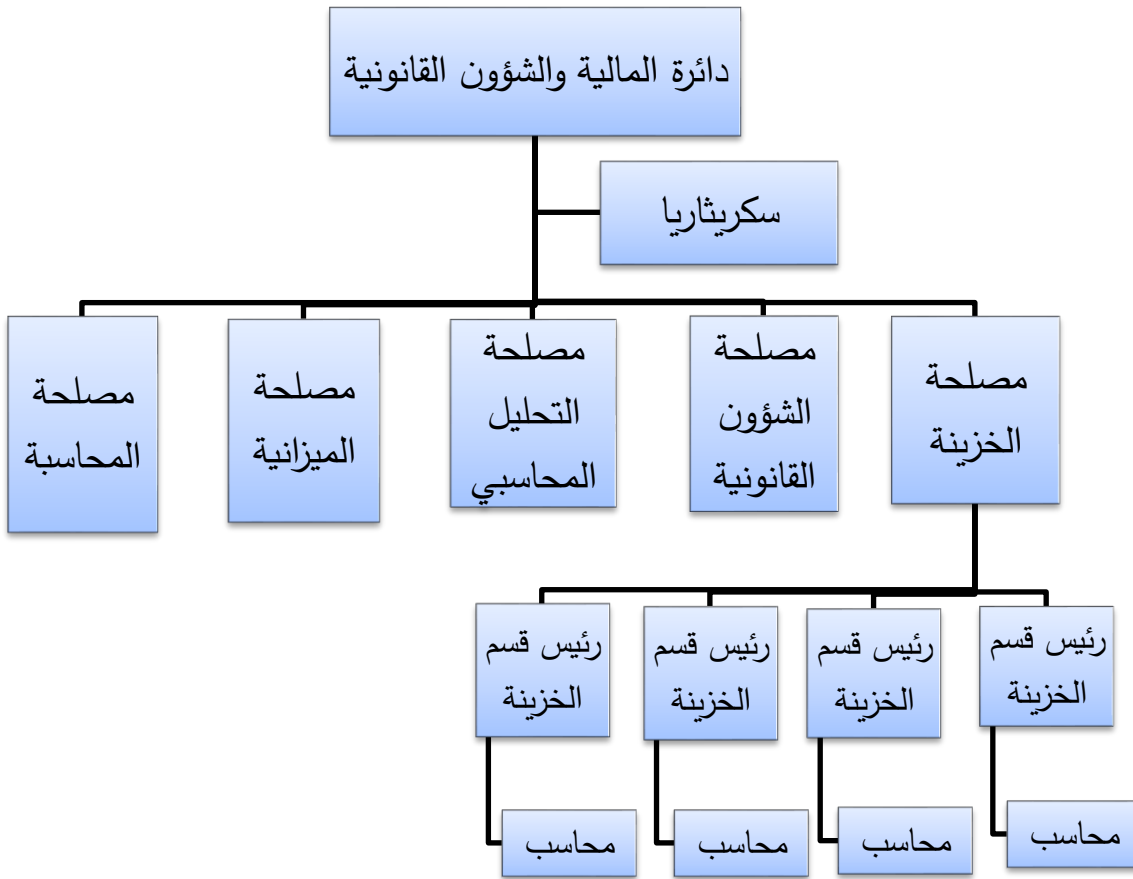 دائرة المالية والشؤون القانونية
سكريثاريا
مصلحة
الخزينة
مصلحة
الشؤون
القانونية
مصلحة
التحليل
المحاسبي
مصلحة
الميزانية
مصلحة
المحاسبة
رئيس قسم
الخزينة
رئيس قسم
الخزينة
رئيس قسم
الخزينة
رئيس قسم
الخزينة
محاسب
محاسب
محاسب
محاسب